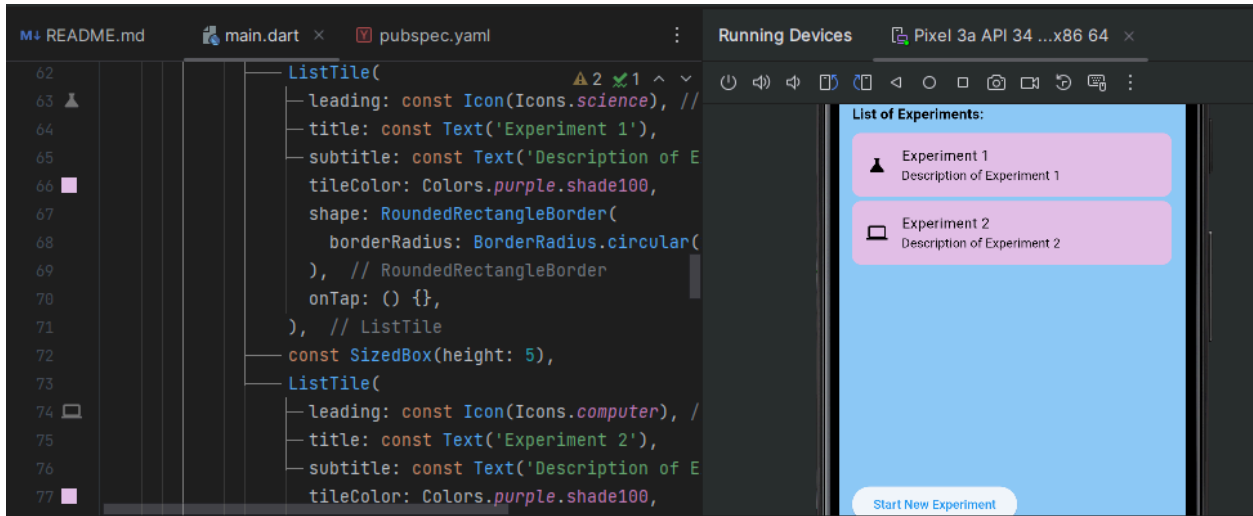 M↓ README.md main.dart × Y pubspec.yaml
Running Devices Pixel 3a API 34 ...x86 64 ×
2 1
62 ListTile(
63 leading: const Icon(Icons.science), //
64 title: const Text('Experiment 1'),
65 subtitle: const Text('Description of E
66 tileColor: Colors.purple.shade100,
67 shape: RoundedRectangleBorder(
68 borderRadius: BorderRadius.circular(
69 ), // RoundedRectangleBorder
70 onTap: () {},
71 ), // ListTile
72 const SizedBox(height: 5),
73 ListTile(
74 leading: const Icon(Icons.computer), /
75 title: const Text('Experiment 2'),
76 subtitle: const Text('Description of E
77 tileColor: Colors.purple.shade100,
List of Experiments:
Experiment 1
Description of Experiment 1
Experiment 2
Description of Experiment 2
Start New Experiment